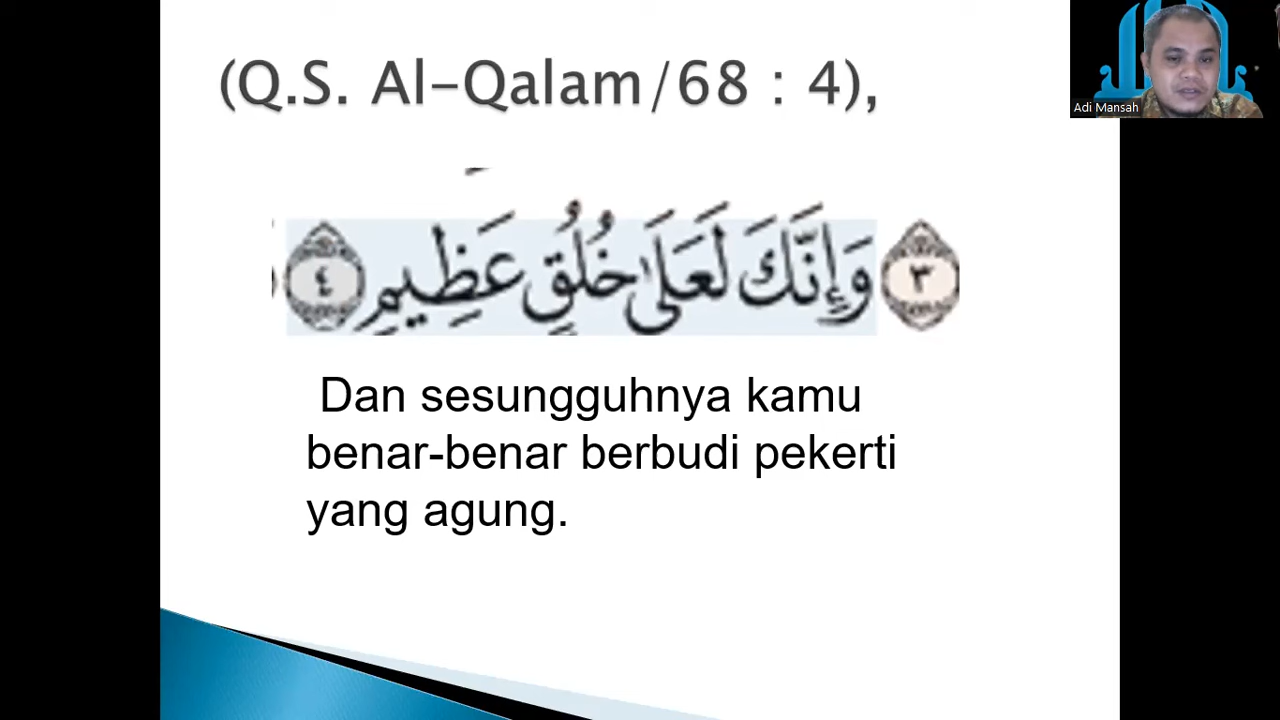 (Q.S. Al-Qalam/68 : 4),
Adi Mansah
٣ وَإِنَّكَ لَعَلَىٰ خُلُقٍ عَظِيمٍ ٤
Dan sesungguhnya kamu
benar-benar berbudi pekerti
yang agung.